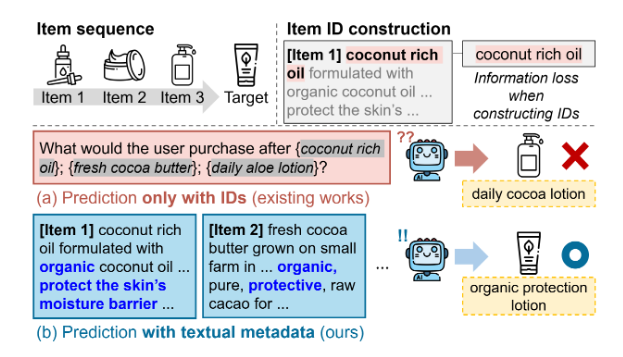 Item sequence
Item 1 Item 2 Item 3 Target
Item ID construction
[Item 1] coconut rich
oil formulated with
organic coconut oil ...
protect the skin's ...
coconut rich oil
Information loss
when
constructing IDs
What would the user purchase after {coconut rich
oil}; {fresh cocoa butter}; {daily aloe lotion}?
(a) Prediction only with IDs (existing works)
??
AI
daily cocoa lotion
[Item 1] coconut rich
oil formulated with
organic coconut oil ...
protect the skin's
moisture barrier ...
[Item 2] fresh cocoa
butter grown on small
farm in ... organic,
pure, protective, raw
cacao for ...
...
!!
AI
organic protection
lotion
(b) Prediction with textual metadata (ours)